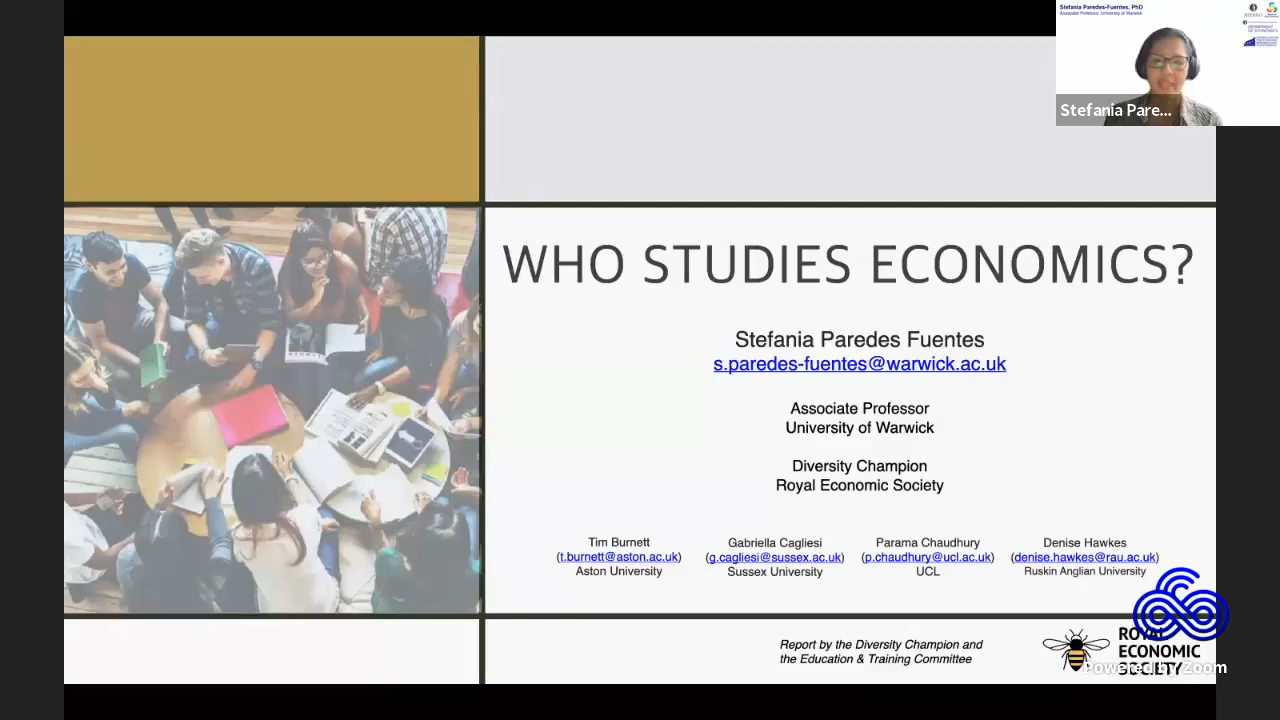 Stefania Paredes-Fuentes, PhD
Associate Professor, University of Warwick
Stefania Pare...
WHO STUDIES ECONOMICS?
Stefania Paredes Fuentes
s.paredes-fuentes@warwick.ac.uk
Associate Professor
University of Warwick
Diversity Champion
Royal Economic Society
Tim Burnett
(t.burnett@aston.ac.uk)
Aston University
Gabriella Cagliesi
(g.cagliesi@sussex.ac.uk)
Sussex University
Parama Chaudhury
(p.chaudhury@ucl.ac.uk)
UCL
Denise Hawkes
(denise.hawkes@rau.ac.uk)
Ruskin Anglian University
Report by the Diversity Champion and
the Education & Training Committee
ROYAL
ECONOMIC
SOCIETY
Powered by Zoom